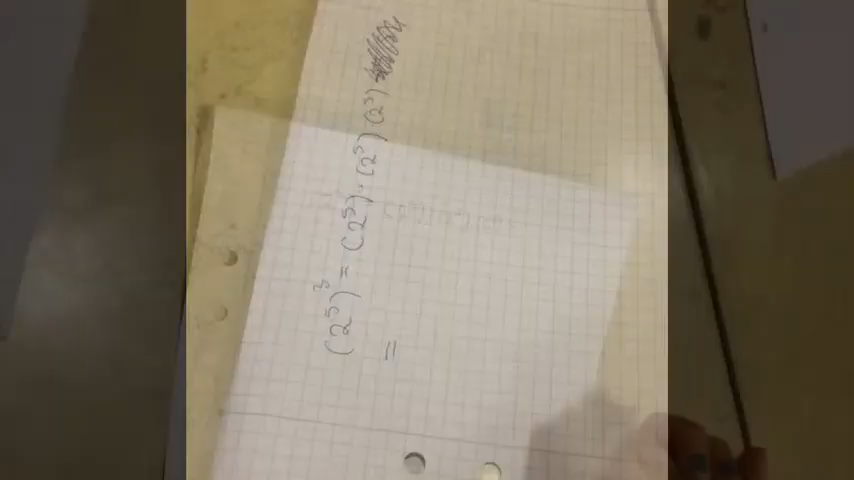 (2⁵)³ = (2⁵) · (2⁵) · (2⁵)
=